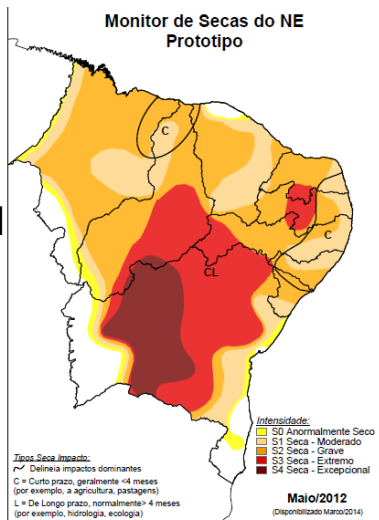 Monitor de Secas do NE
Prototipo
C
C
CL
Intensidade:
S0 Anormalmente Seco
S1 Seca - Moderado
S2 Seca - Grave
S3 Seca - Extremo
S4 Seca - Excepcional
Tipos Seca Impacto:
Delineia impactos dominantes
C = Curto prazo, geralmente <4 meses
(por exemplo, a agricultura, pastagens)
L = De Longo prazo, normalmente> 4 meses
(por exemplo, hidrologia, ecologia)
Maio/2012
(Disponibilizado Marco/2014)